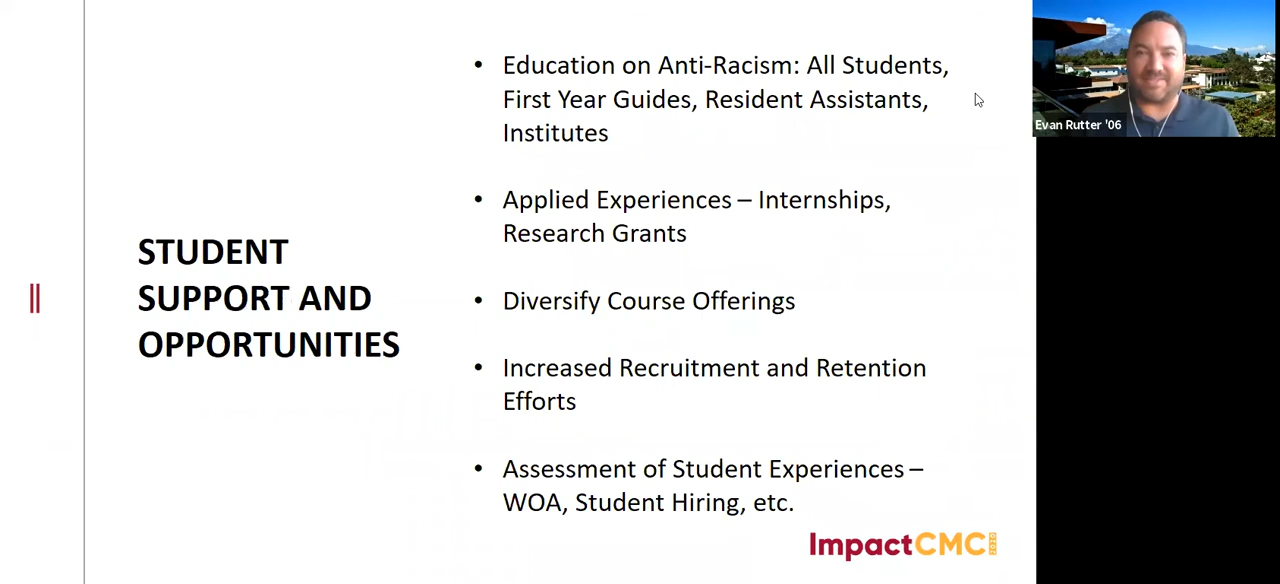 STUDENT
SUPPORT AND
OPPORTUNITIES
• Education on Anti-Racism: All Students,
First Year Guides, Resident Assistants,
Institutes
• Applied Experiences – Internships,
Research Grants
• Diversify Course Offerings
• Increased Recruitment and Retention
Efforts
• Assessment of Student Experiences –
WOA, Student Hiring, etc.
ImpactCMC 2020
Evan Rutter '06